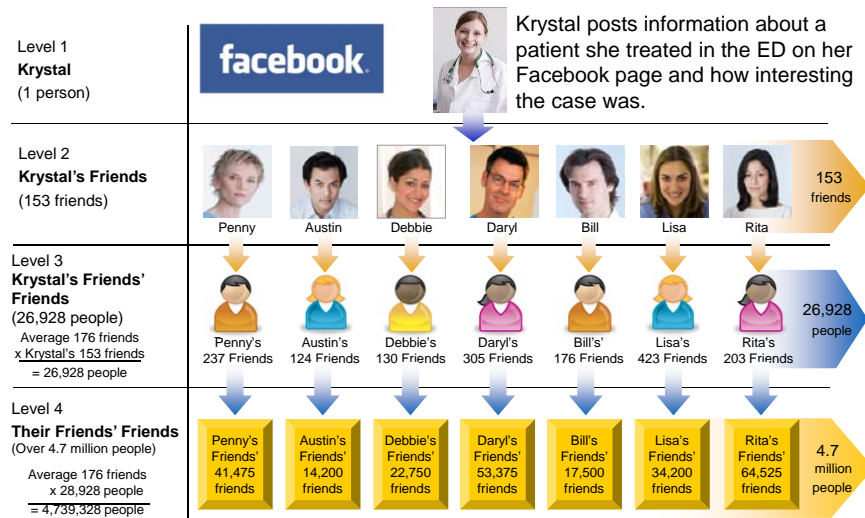 Level 1
Krystal
(1 person)
facebook.
Krystal posts information about a
patient she treated in the ED on her
Facebook page and how interesting
the case was.
Level 2
Krystal's Friends
(153 friends)
Penny
Austin
Debbie
Daryl
Bill
Lisa
Rita
153
friends
Level 3
Krystal's Friends'
Friends
(26,928 people)
Average 176 friends
x Krystal's 153 friends
= 26,928 people
Penny's
237 Friends
Austin's
124 Friends
Debbie's
130 Friends
Daryl's
305 Friends
Bill's'
176 Friends
Lisa's
423 Friends
Rita's
203 Friends
26,928
people
Level 4
Their Friends' Friends
(Over 4.7 million people)
Average 176 friends
x 28,928 people
= 4,739,328 people
Penny's
Friends'
41,475
friends
Austin's
Friends'
14,200
friends
Debbie's
Friends'
22,750
friends
Daryl's
Friends'
53,375
friends
Bill's
Friends'
17,500
friends
Lisa's
Friends'
34,200
friends
Rita's
Friends'
64,525
friends
4.7
million
people